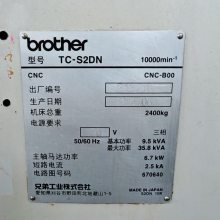 brother
型号 TC-S2DN 10000min⁻¹
CNC CNC-B00
出厂编号
生产日期
机床总重 2400kg
电源要求
V 三相
50/60 Hz 额定功率 9.5 kVA
最大功率 35.8 kVA
主轴马达功率 6.7 kW
短路电流 2.5 kA
电气图号 670640
兄弟工业株式会社
MADE IN JAPAN